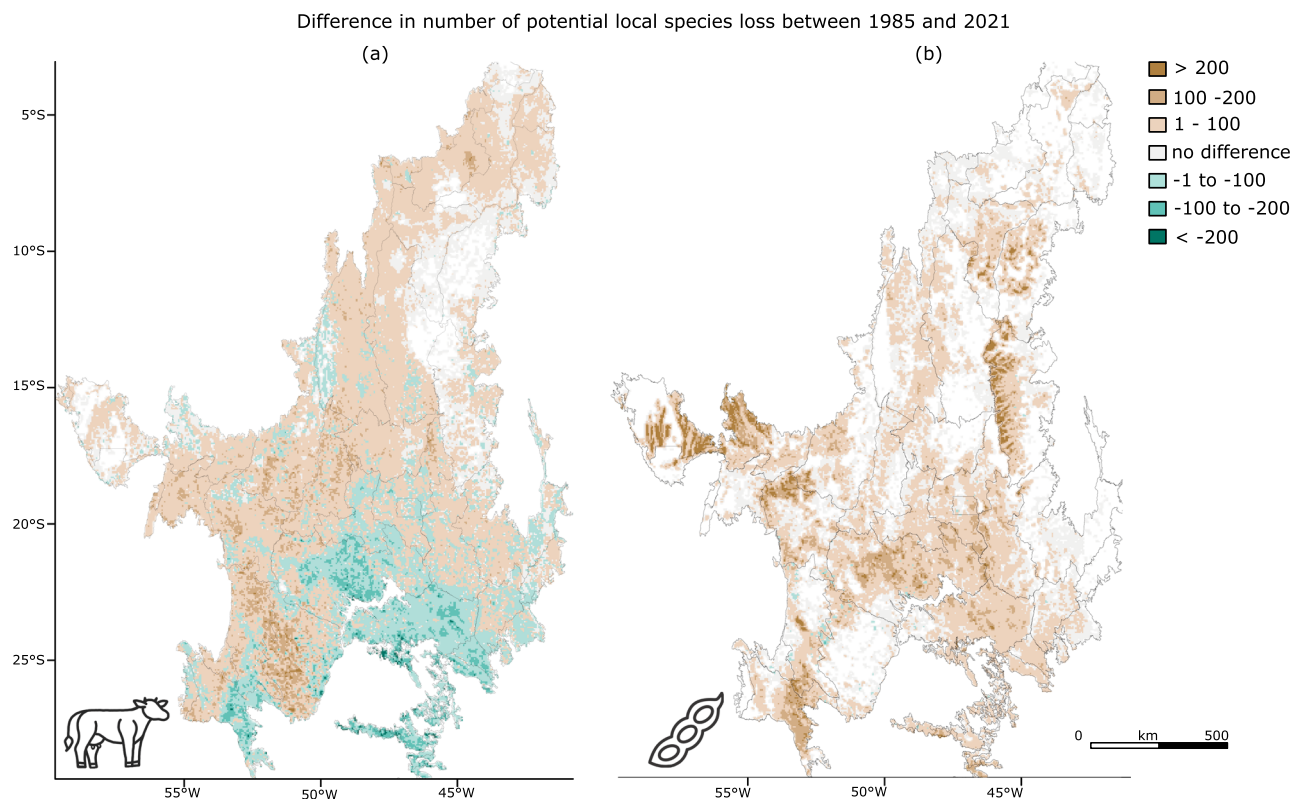 Difference in number of potential local species loss between 1985 and 2021
(a)
(b)
> 200
100 -200
1 - 100
no difference
-1 to -100
-100 to -200
< -200
5°S
10°S
15°S
20°S
25°S
55°W
50°W
45°W
55°W
50°W
45°W
0 km 500